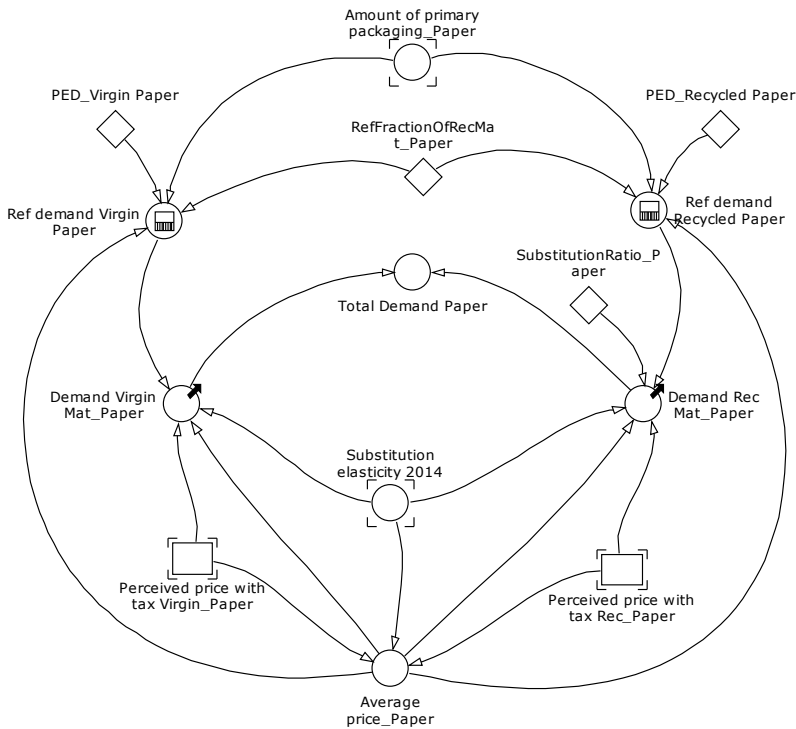 Amount of primary
packaging_Paper
PED_Virgin Paper
PED_Recycled Paper
RefFractionOfRecMa
t_Paper
Ref demand Virgin
Paper
Ref demand
Recycled Paper
SubstitutionRatio_P
aper
Total Demand Paper
Demand Virgin
Mat_Paper
Demand Rec
Mat_Paper
Substitution
elasticity 2014
Perceived price with
tax Virgin_Paper
Perceived price with
tax Rec_Paper
Average
price_Paper